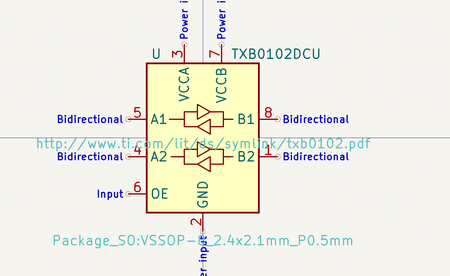 Power i
Power i
U
TXB0102DCU
3
7
VCCA
VCCB
Bidirectional
5
A1
B1
8
Bidirectional
http://www.ti.com/lit/ds/symlink/txb0102.pdf
Bidirectional
4
A2
B2
1
Bidirectional
Input
6
OE
GND
2
Package_SO:VSSOP-8_2.4x2.1mm_P0.5mm
er input